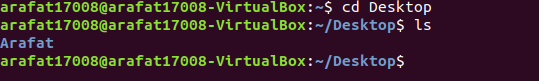 arafat17008@arafat17008-VirtualBox:~$ cd Desktop
arafat17008@arafat17008-VirtualBox:~/Desktop$ ls
Arafat
arafat17008@arafat17008-VirtualBox:~/Desktop$